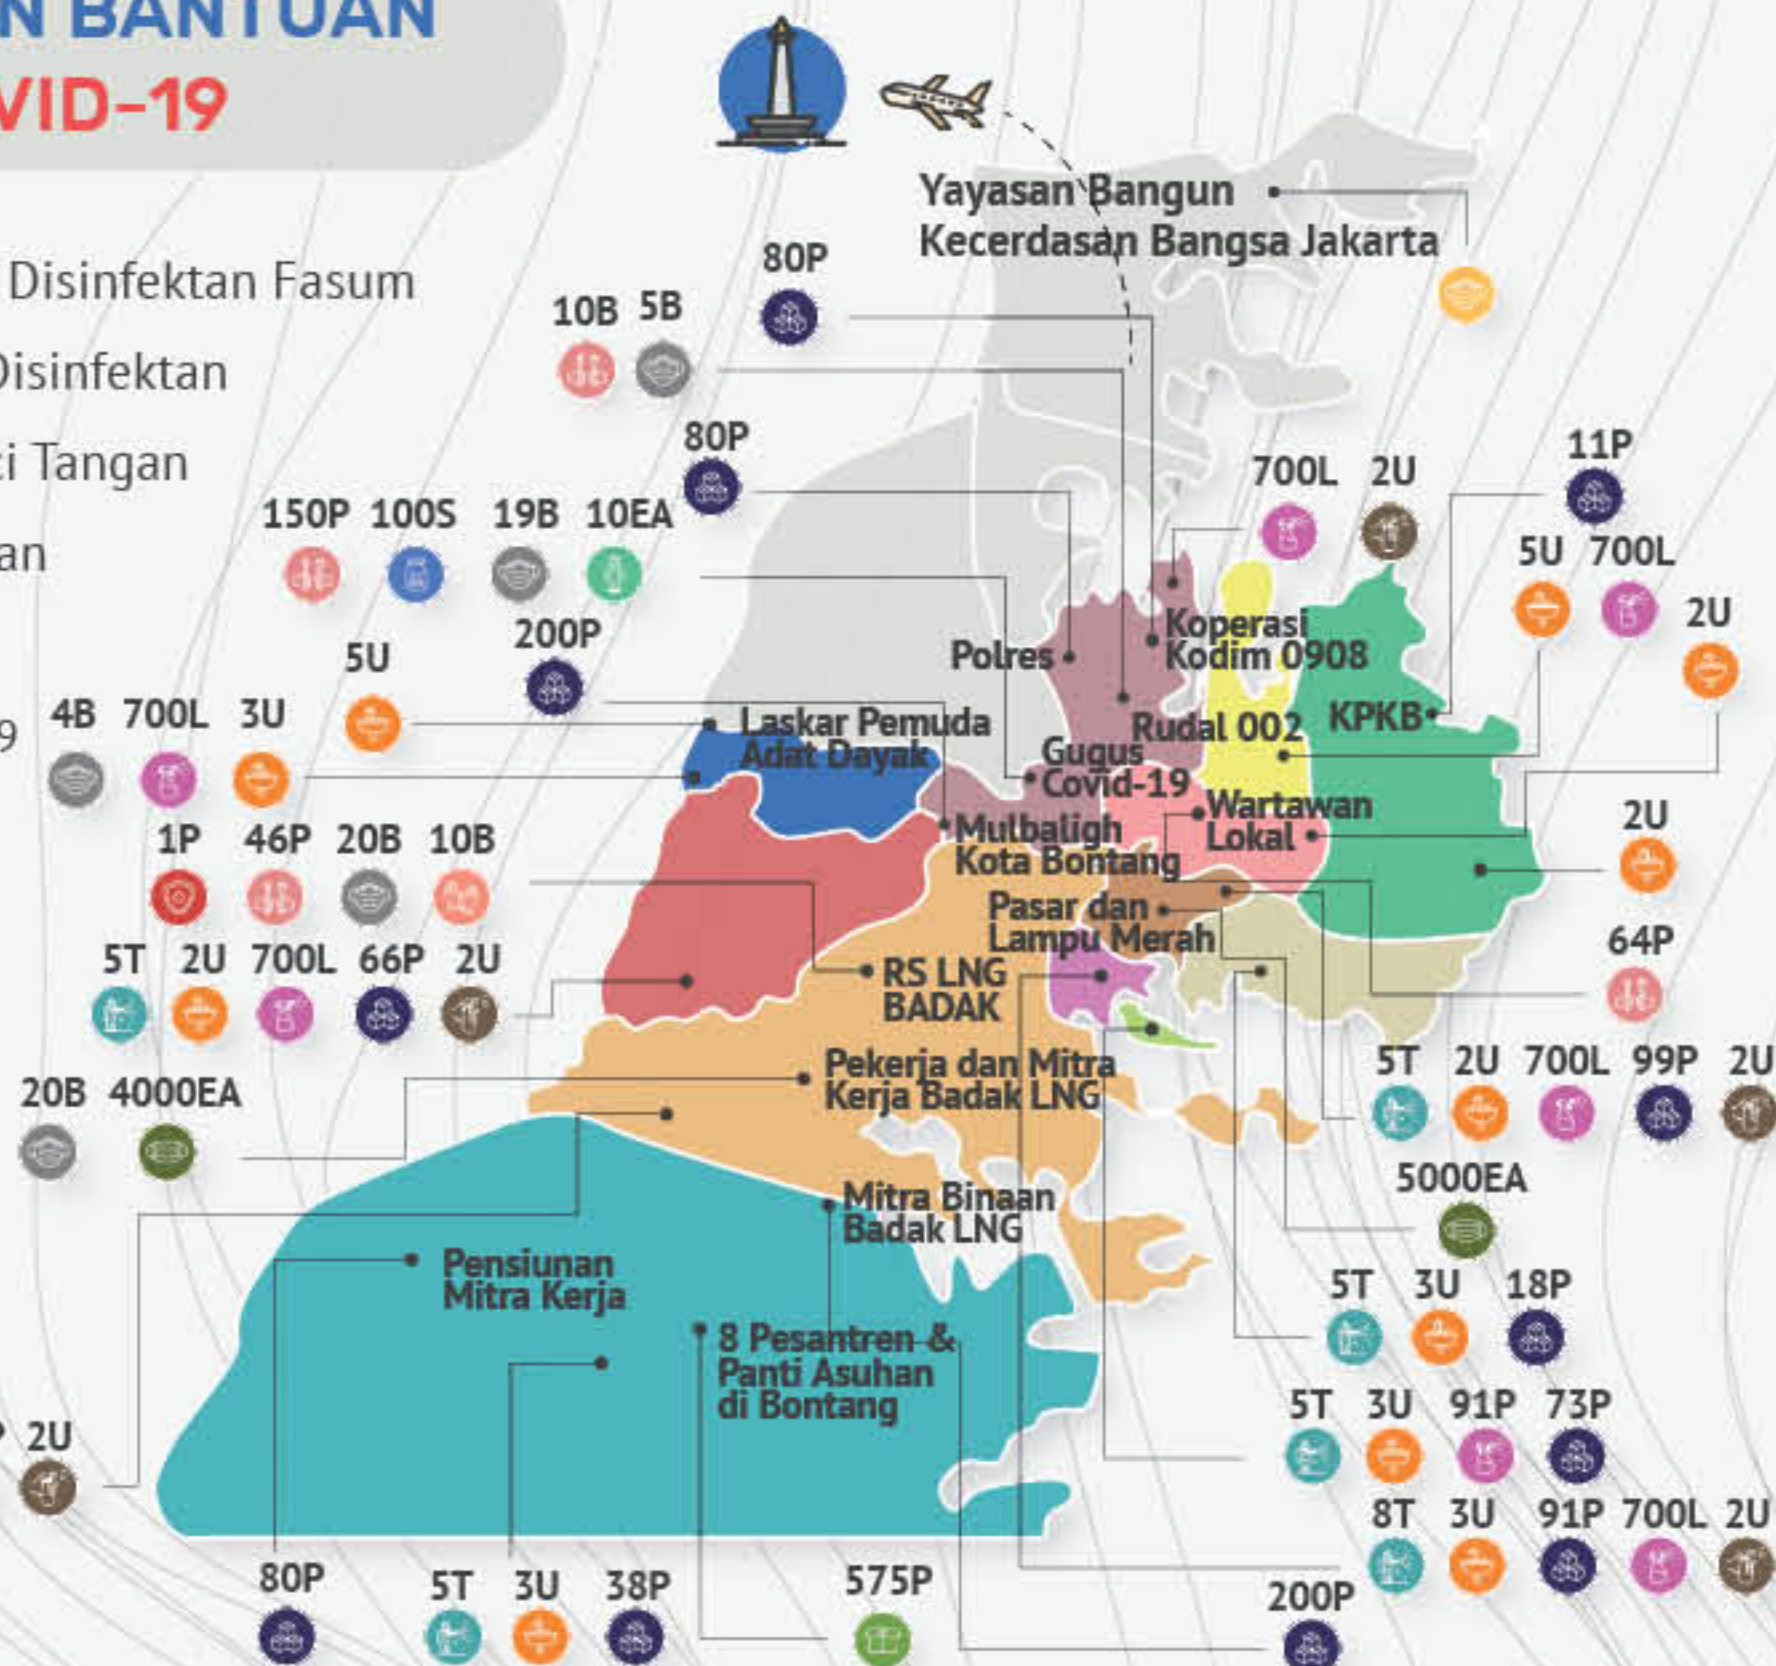 N BANTUAN
VID-19
Disinfektan Fasum
Disinfektan
i Tangan
an
9
Yayasan Bangun
Kecerdasan Bangsa Jakarta
80P
10B 5B
80P
11P
700L 2U
150P 100S 19B 10EA
5U 700L
2U
200P
5U
Koperasi
Kodim 0908
Polres
4B 700L 3U
Laskar Pemuda
Adat Dayak
Rudal 002
KPKB
Gugus
Covid-19
Wartawan
Lokal
2U
1P 46P 20B 10B
Mulbaligh
Kota Bontang
Pasar dan
Lampu Merah
64P
5T 2U 700L 66P 2U
RS LNG
BADAK
5T 2U 700L 99P 2U
20B 4000EA
Pekerja dan Mitra
Kerja Badak LNG
5000EA
Mitra Binaan
Badak LNG
Pensiunan
Mitra Kerja
5T 3U 18P
8 Pesantren &
Panti Asuhan
di Bontang
5T 3U 91P 73P
2U
8T 3U 91P 700L 2U
80P
5T 3U 38P
575P
200P